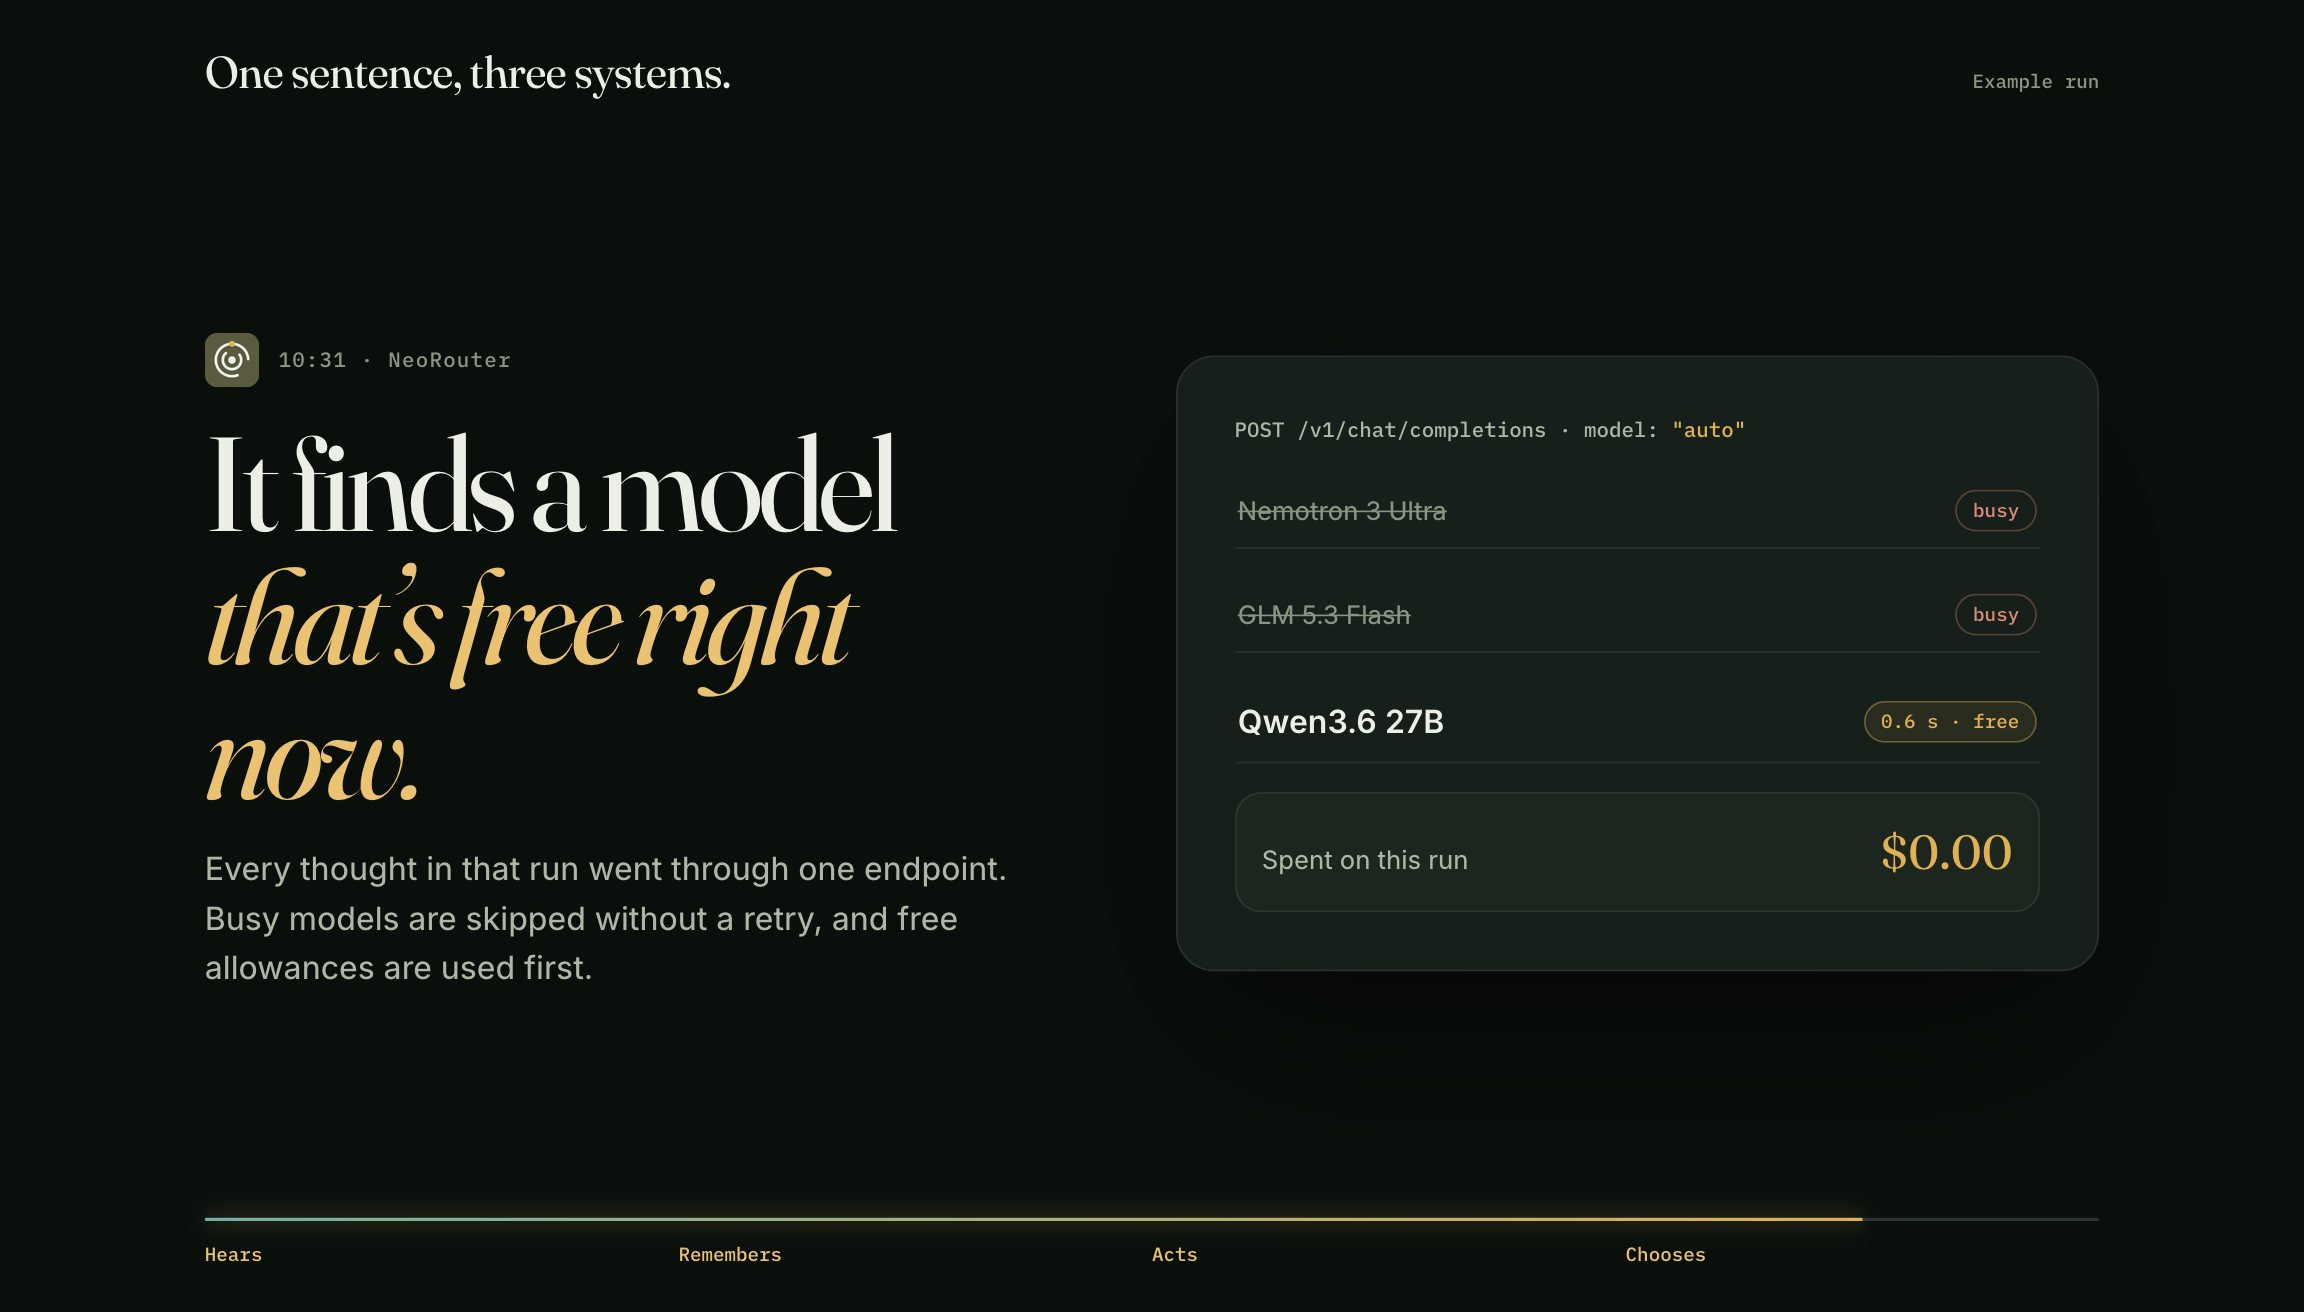 One sentence, three systems.
Example run
10:31 · NeoRouter
It finds a model
that’s free right
now.
Every thought in that run went through one endpoint.
Busy models are skipped without a retry, and free
allowances are used first.
POST /v1/chat/completions · model: "auto"
Nemotron 3 Ultra
busy
GLM 5.3 Flash
busy
Qwen3.6 27B
0.6 s · free
Spent on this run
$0.00
Hears
Remembers
Acts
Chooses